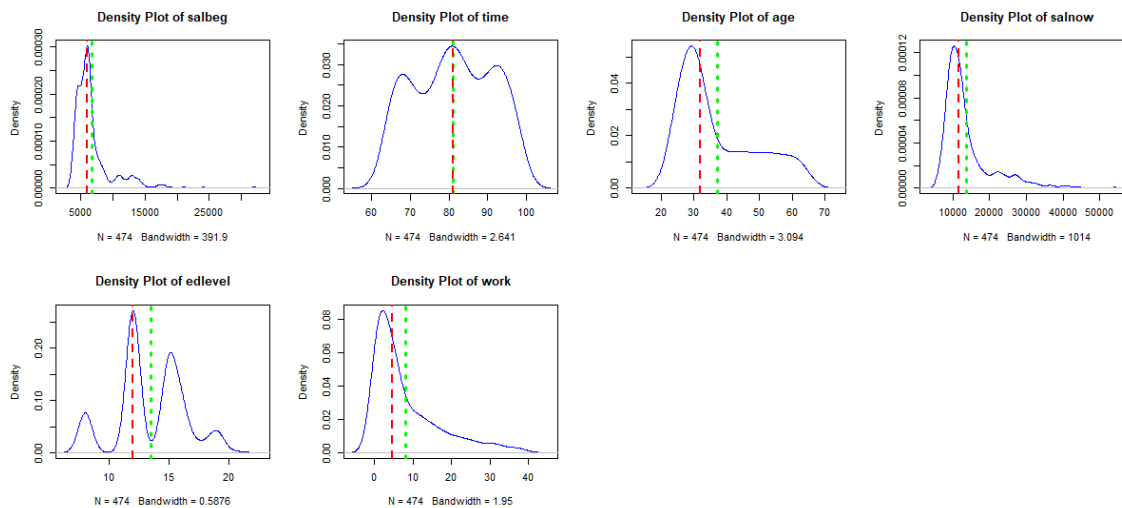 Density Plot of salbeg
Density
0.00000 0.00010 0.00020 0.00030
5000 15000 25000
N = 474 Bandwidth = 391.9
Density Plot of time
Density
0.000 0.010 0.020 0.030
60 70 80 90 100
N = 474 Bandwidth = 2.641
Density Plot of age
Density
0.00 0.02 0.04
20 30 40 50 60 70
N = 474 Bandwidth = 3.094
Density Plot of salnow
Density
0.00000 0.00004 0.00008 0.00012
10000 20000 30000 40000 50000
N = 474 Bandwidth = 1014
Density Plot of edlevel
Density
0.00 0.10 0.20
10 15 20
N = 474 Bandwidth = 0.5876
Density Plot of work
Density
0.00 0.02 0.04 0.06 0.08
0 10 20 30 40
N = 474 Bandwidth = 1.95